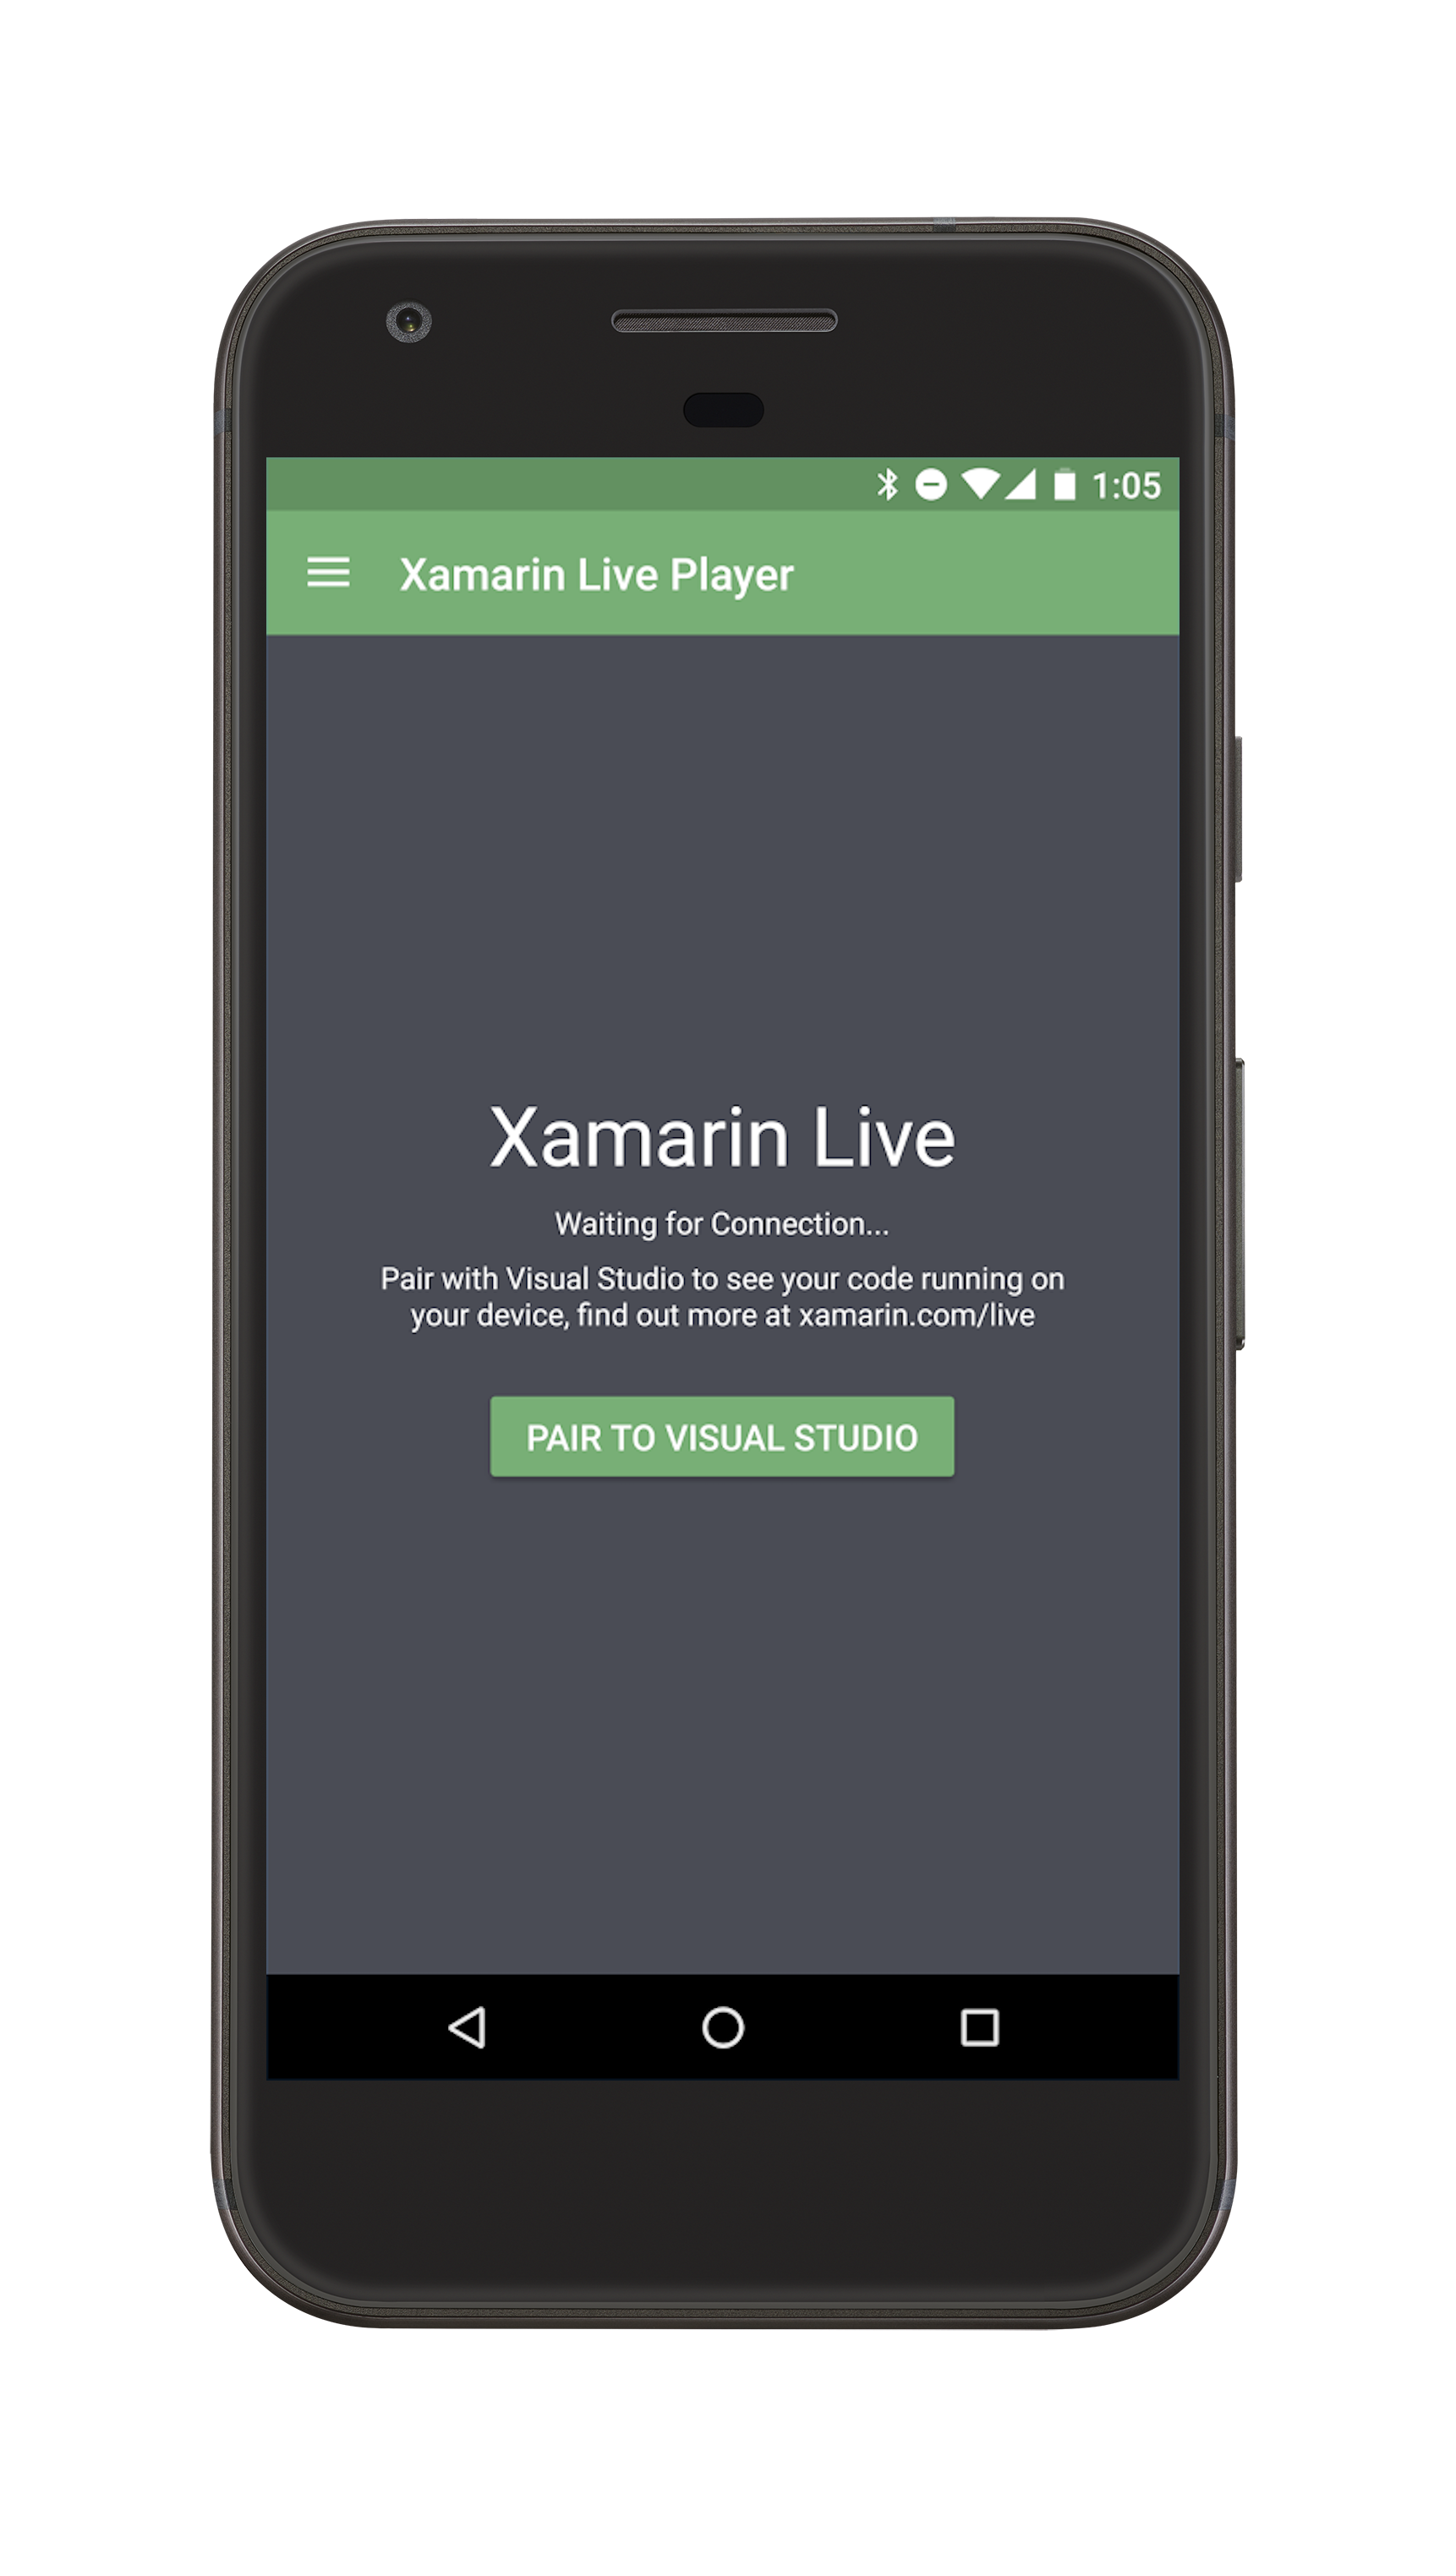 1:05
Xamarin Live Player
Xamarin Live
Waiting for Connection...
Pair with Visual Studio to see your code running on
your device, find out more at xamarin.com/live
PAIR TO VISUAL STUDIO